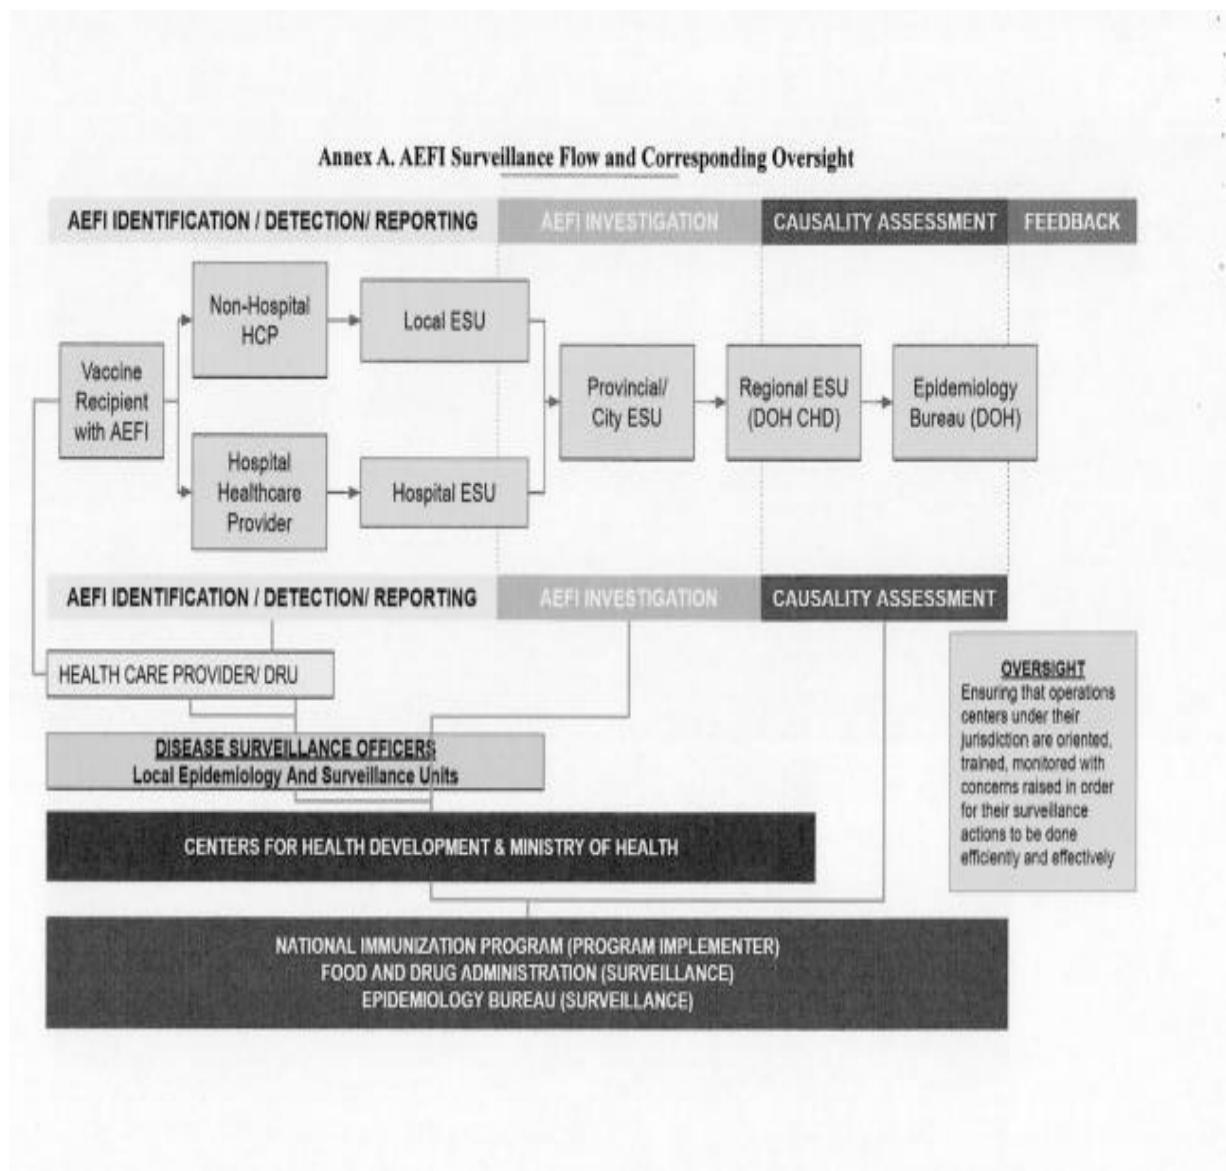 Annex A. AEFI Surveillance Flow and Corresponding Oversight
AEFI IDENTIFICATION / DETECTION/ REPORTING
AEFI INVESTIGATION
CAUSALITY ASSESSMENT
FEEDBACK
Vaccine
Recipient
with AEFI
Non-Hospital
HCP
Local ESU
Hospital
Healthcare
Provider
Hospital ESU
Provincial/
City ESU
Regional ESU
(DOH CHD)
Epidemiology
Bureau (DOH)
AEFI IDENTIFICATION / DETECTION/ REPORTING
AEFI INVESTIGATION
CAUSALITY ASSESSMENT
HEALTH CARE PROVIDER/ DRU
DISEASE SURVEILLANCE OFFICERS
Local Epidemiology And Surveillance Units
CENTERS FOR HEALTH DEVELOPMENT & MINISTRY OF HEALTH
NATIONAL IMMUNIZATION PROGRAM (PROGRAM IMPLEMENTER)
FOOD AND DRUG ADMINISTRATION (SURVEILLANCE)
EPIDEMIOLOGY BUREAU (SURVEILLANCE)
OVERSIGHT
Ensuring that operations
centers under their
jurisdiction are oriented,
trained, monitored with
concerns raised in order
for their surveillance
actions to be done
efficiently and effectively